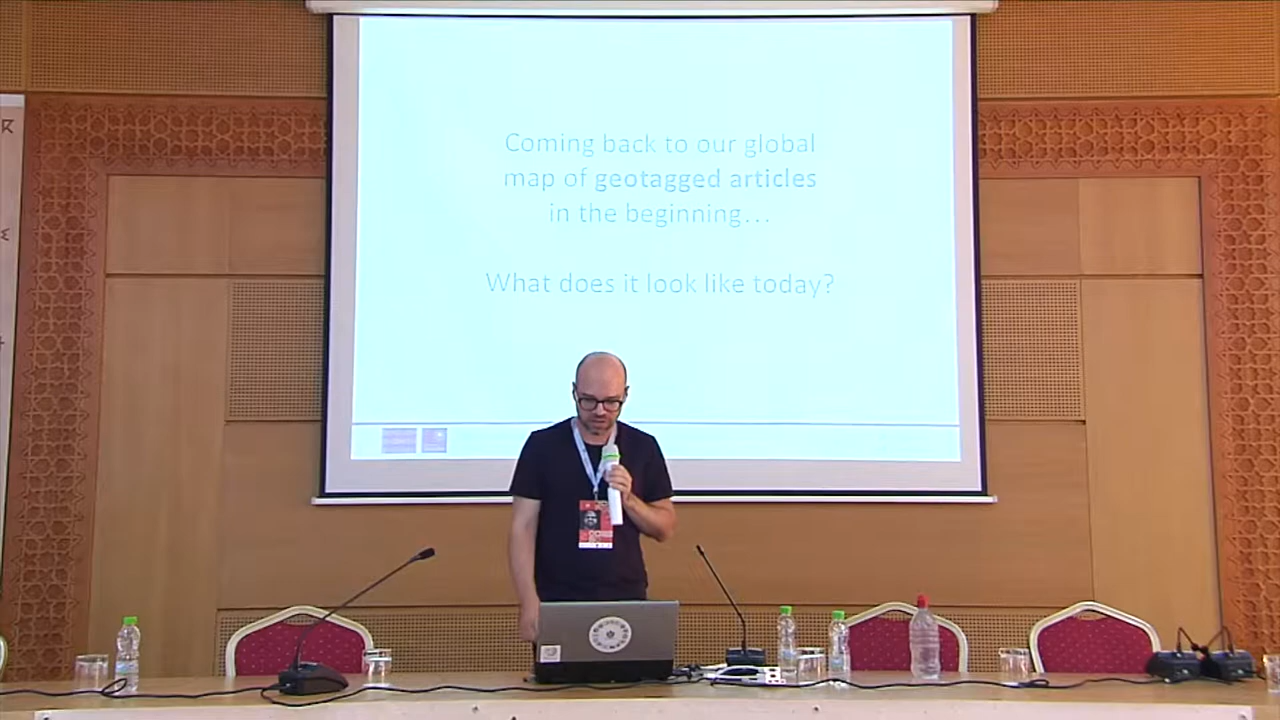 Coming back to our global
map of geotagged articles
in the beginning...
What does it look like today?